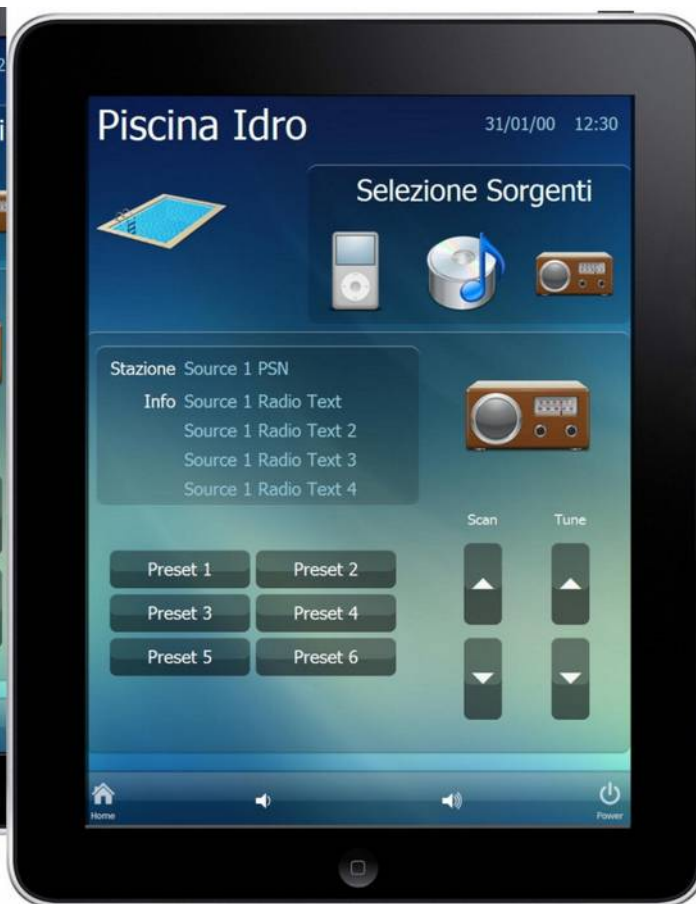 Piscina Idro
31/01/00 12:30
Selezione Sorgenti
Stazione Source 1 PSN
Info Source 1 Radio Text
Source 1 Radio Text 2
Source 1 Radio Text 3
Source 1 Radio Text 4
Scan Tune
Preset 1 Preset 2
Preset 3 Preset 4
Preset 5 Preset 6
Home
Power